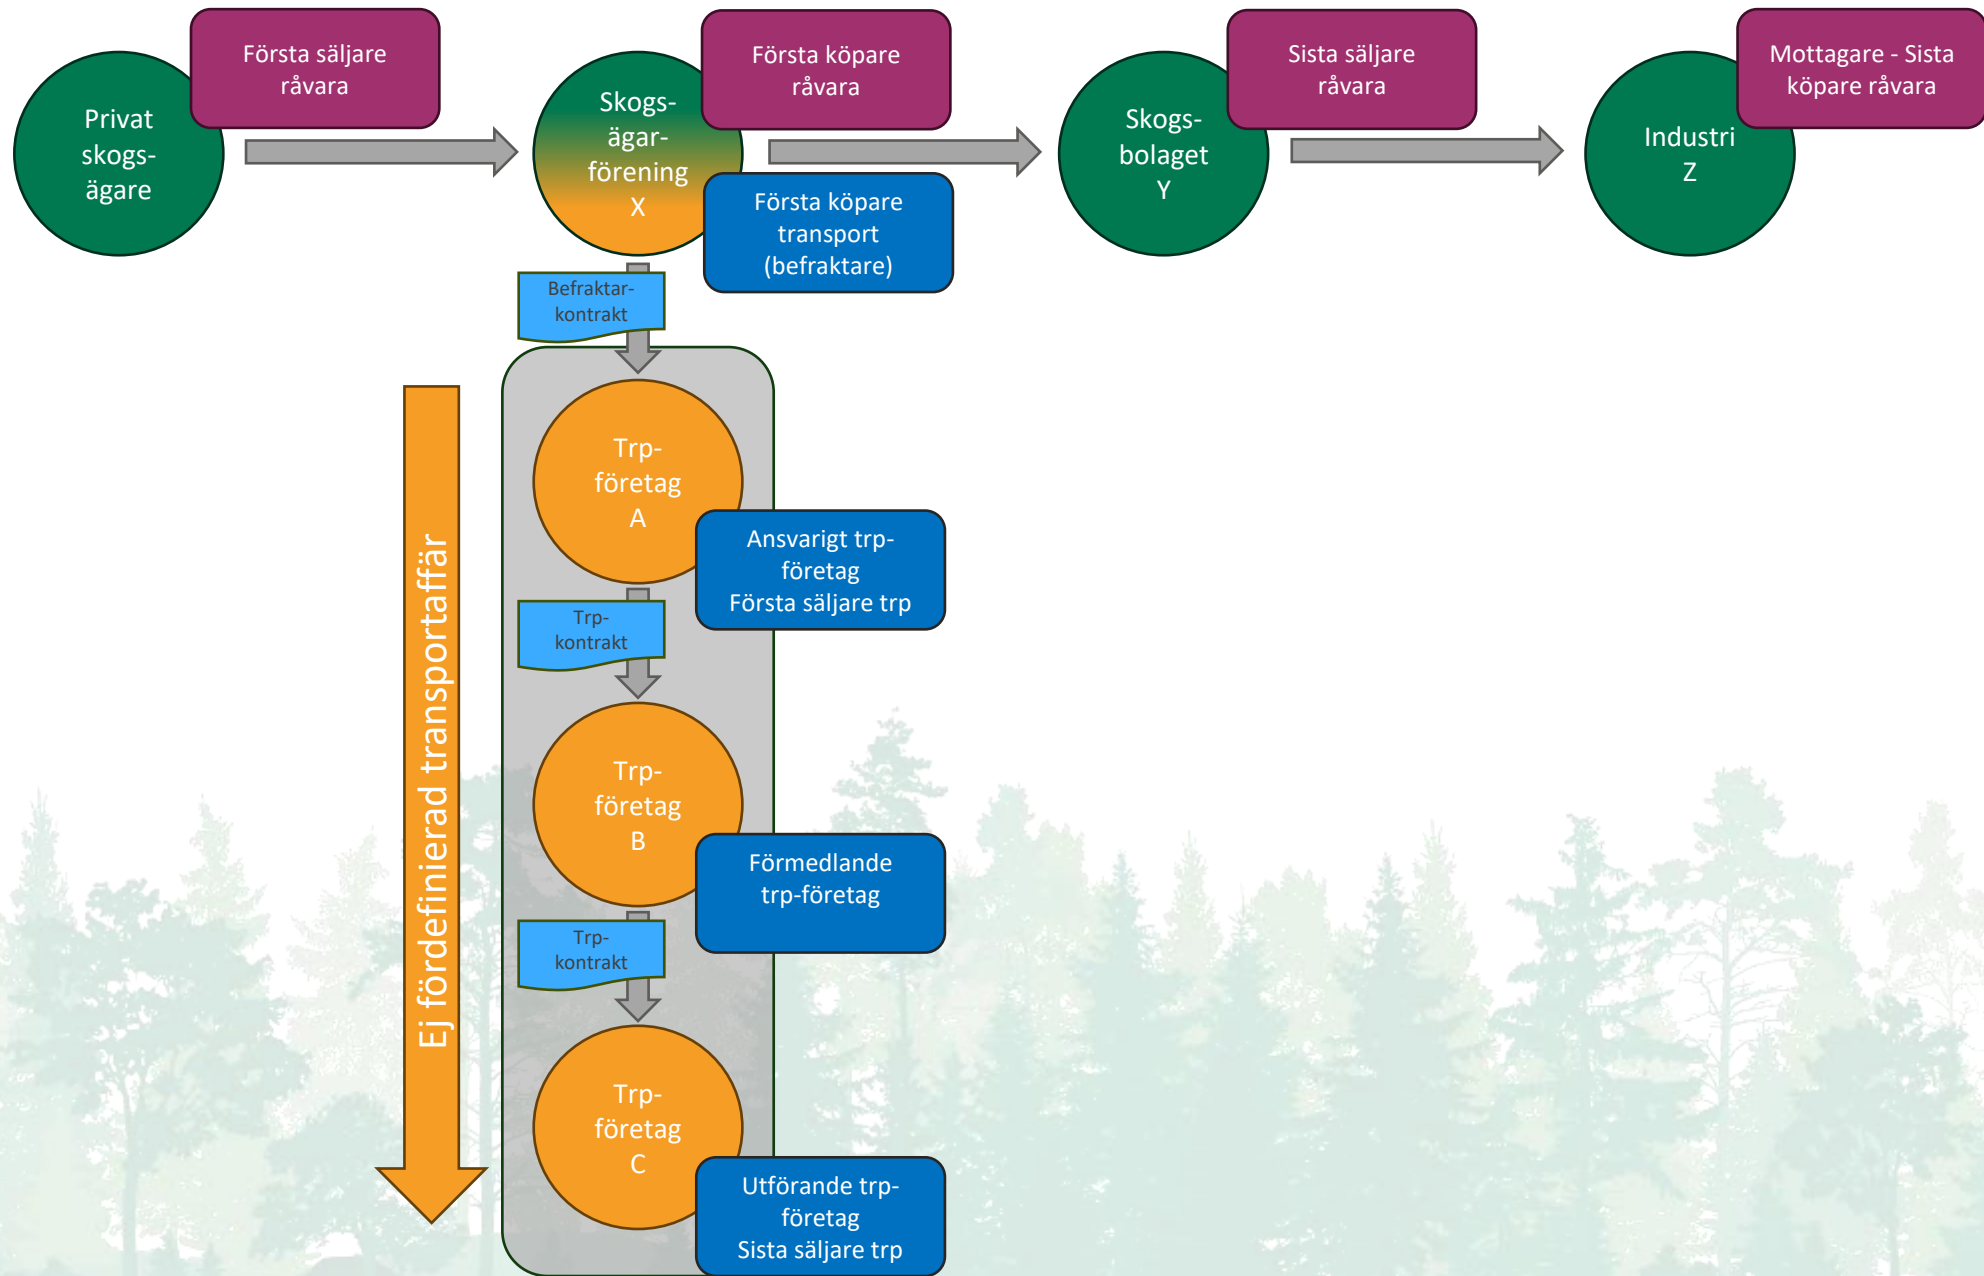 Privat
skogs-
ägare
Första säljare
råvara
Skogs-
ägar-
förening
X
Första köpare
råvara
Första köpare
transport
(befraktare)
Skogs-
bolaget
Y
Sista säljare
råvara
Industri
Z
Mottagare - Sista
köpare råvara
Befraktar-
kontrakt
Ej fördefinierad transportaffär
Trp-
företag
A
Ansvarigt trp-
företag
Första säljare trp
Trp-
kontrakt
Trp-
företag
B
Förmedlande
trp-företag
Trp-
kontrakt
Trp-
företag
C
Utförande trp-
företag
Sista säljare trp